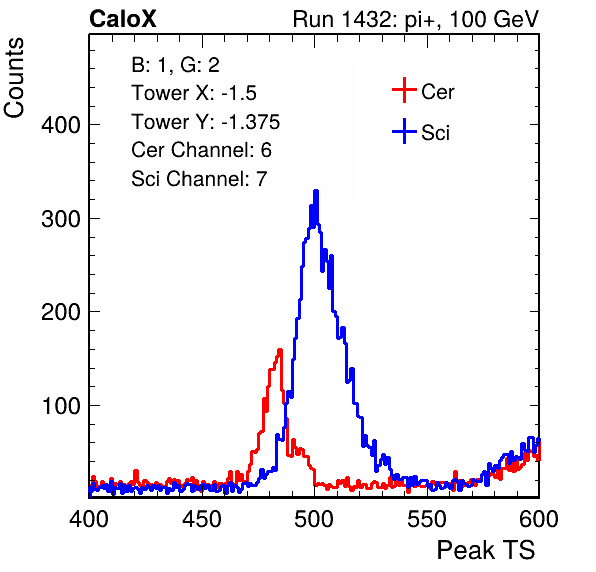 CaloX Run 1432: pi+, 100 GeV
B: 1, G: 2
Tower X: -1.5
Tower Y: -1.375
Cer Channel: 6
Sci Channel: 7
Cer
Sci
Counts
400
300
200
100
400 450 500 550 600
Peak TS